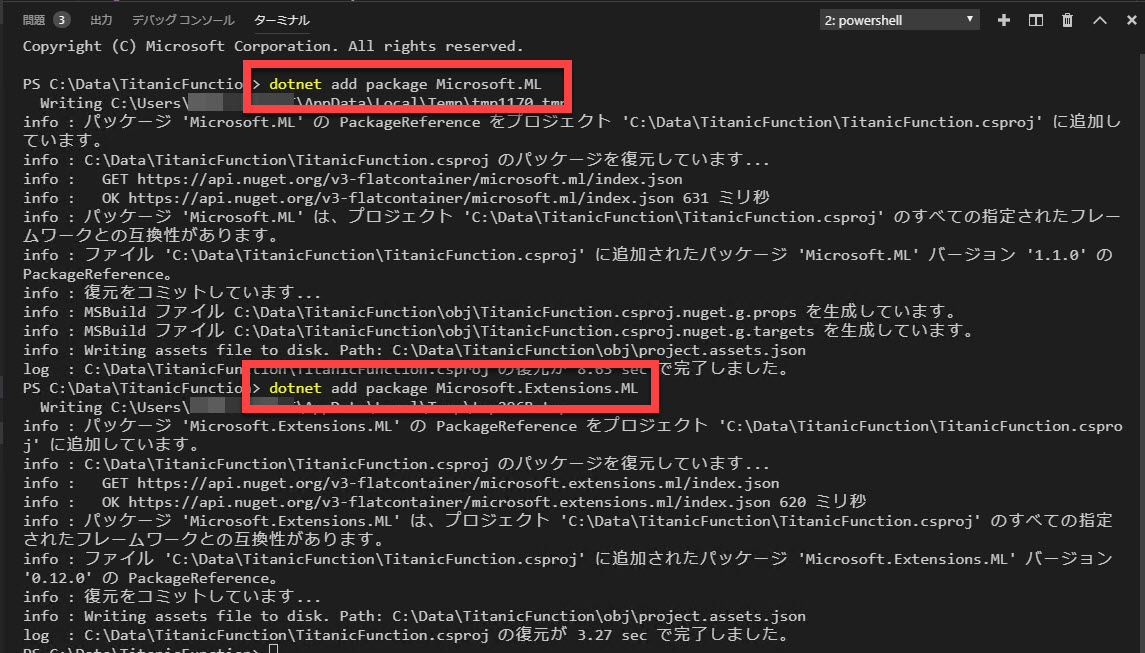 問題 3 出力 デバッグ コンソール ターミナル 2: powershell
Copyright (C) Microsoft Corporation. All rights reserved.
PS C:\Data\TitanicFunction> dotnet add package Microsoft.ML
Writing C:\Users\ \AppData\Local\Temp\tmp1170.tmp
info : パッケージ 'Microsoft.ML' の PackageReference をプロジェクト 'C:\Data\TitanicFunction\TitanicFunction.csproj' に追加し
ています。
info : C:\Data\TitanicFunction\TitanicFunction.csproj のパッケージを復元しています...
info :   GET https://api.nuget.org/v3-flatcontainer/microsoft.ml/index.json
info :   OK https://api.nuget.org/v3-flatcontainer/microsoft.ml/index.json 631 ミリ秒
info : パッケージ 'Microsoft.ML' は、プロジェクト 'C:\Data\TitanicFunction\TitanicFunction.csproj' のすべての指定されたフレー
ムワークとの互換性があります。
info : ファイル 'C:\Data\TitanicFunction\TitanicFunction.csproj' に追加されたパッケージ 'Microsoft.ML' バージョン '1.1.0' の
PackageReference。
info : 復元をコミットしています...
info : MSBuild ファイル C:\Data\TitanicFunction\obj\TitanicFunction.csproj.nuget.g.props を生成しています。
info : MSBuild ファイル C:\Data\TitanicFunction\obj\TitanicFunction.csproj.nuget.g.targets を生成しています。
info : Writing assets file to disk. Path: C:\Data\TitanicFunction\obj\project.assets.json
log  : C:\Data\TitanicFunction\TitanicFunction.csproj の復元が 8.63 sec で完了しました。
PS C:\Data\TitanicFunction> dotnet add package Microsoft.Extensions.ML
Writing C:\Users\
info : パッケージ 'Microsoft.Extensions.ML' の PackageReference をプロジェクト 'C:\Data\TitanicFunction\TitanicFunction.cspro
j' に追加しています。
info : C:\Data\TitanicFunction\TitanicFunction.csproj のパッケージを復元しています...
info :   GET https://api.nuget.org/v3-flatcontainer/microsoft.extensions.ml/index.json
info :   OK https://api.nuget.org/v3-flatcontainer/microsoft.extensions.ml/index.json 620 ミリ秒
info : パッケージ 'Microsoft.Extensions.ML' は、プロジェクト 'C:\Data\TitanicFunction\TitanicFunction.csproj' のすべての指定
されたフレームワークとの互換性があります。
info : ファイル 'C:\Data\TitanicFunction\TitanicFunction.csproj' に追加されたパッケージ 'Microsoft.Extensions.ML' バージョン
'0.12.0' の PackageReference。
info : 復元をコミットしています...
info : Writing assets file to disk. Path: C:\Data\TitanicFunction\obj\project.assets.json
log  : C:\Data\TitanicFunction\TitanicFunction.csproj の復元が 3.27 sec で完了しました。
PS C:\Data\TitanicFunction>